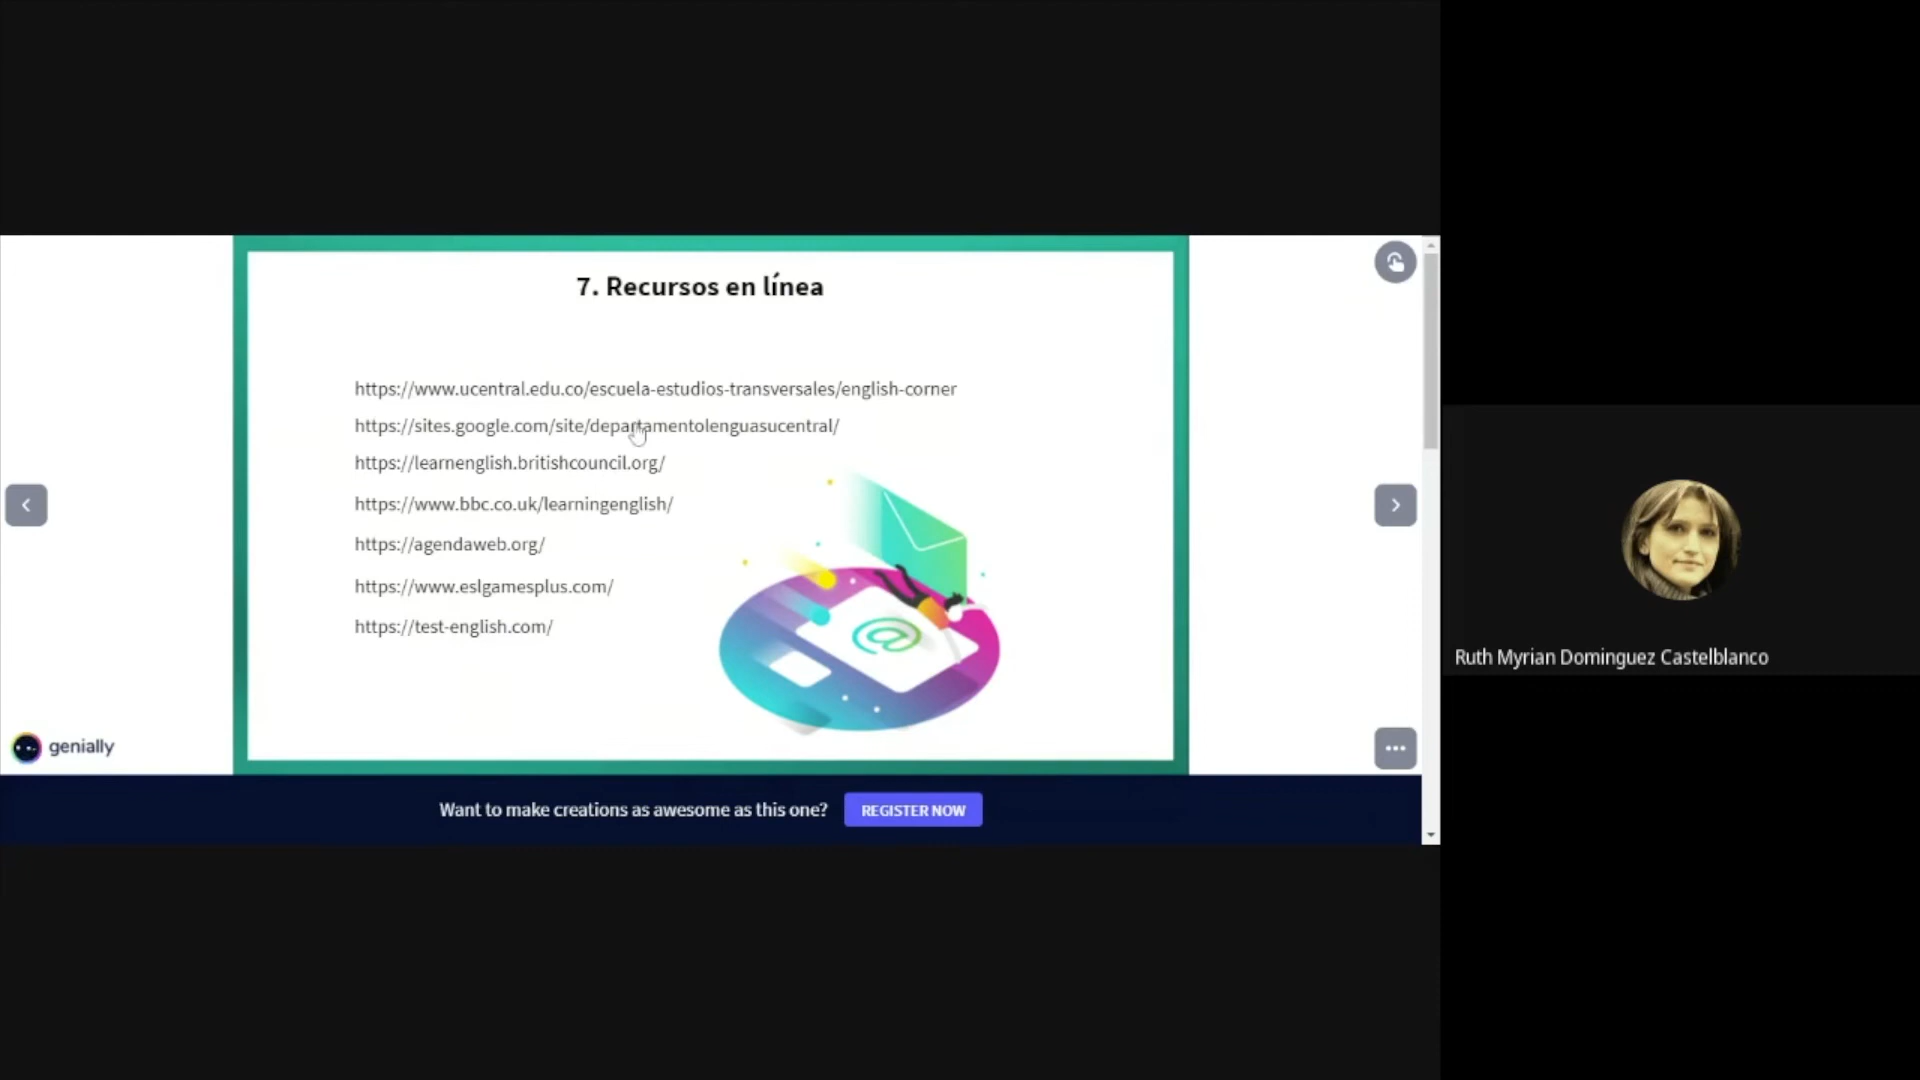 7. Recursos en línea
https://www.ucentral.edu.co/escuela-estudios-transversales/english-corner
https://sites.google.com/site/departamentolenguasucentral/
https://learnenglish.britishcouncil.org/
https://www.bbc.co.uk/learningenglish/
https://agendaweb.org/
https://www.eslgamesplus.com/
https://test-english.com/
@
genially
Want to make creations as awesome as this one?
REGISTER NOW
Ruth Myrian Dominguez Castelblanco